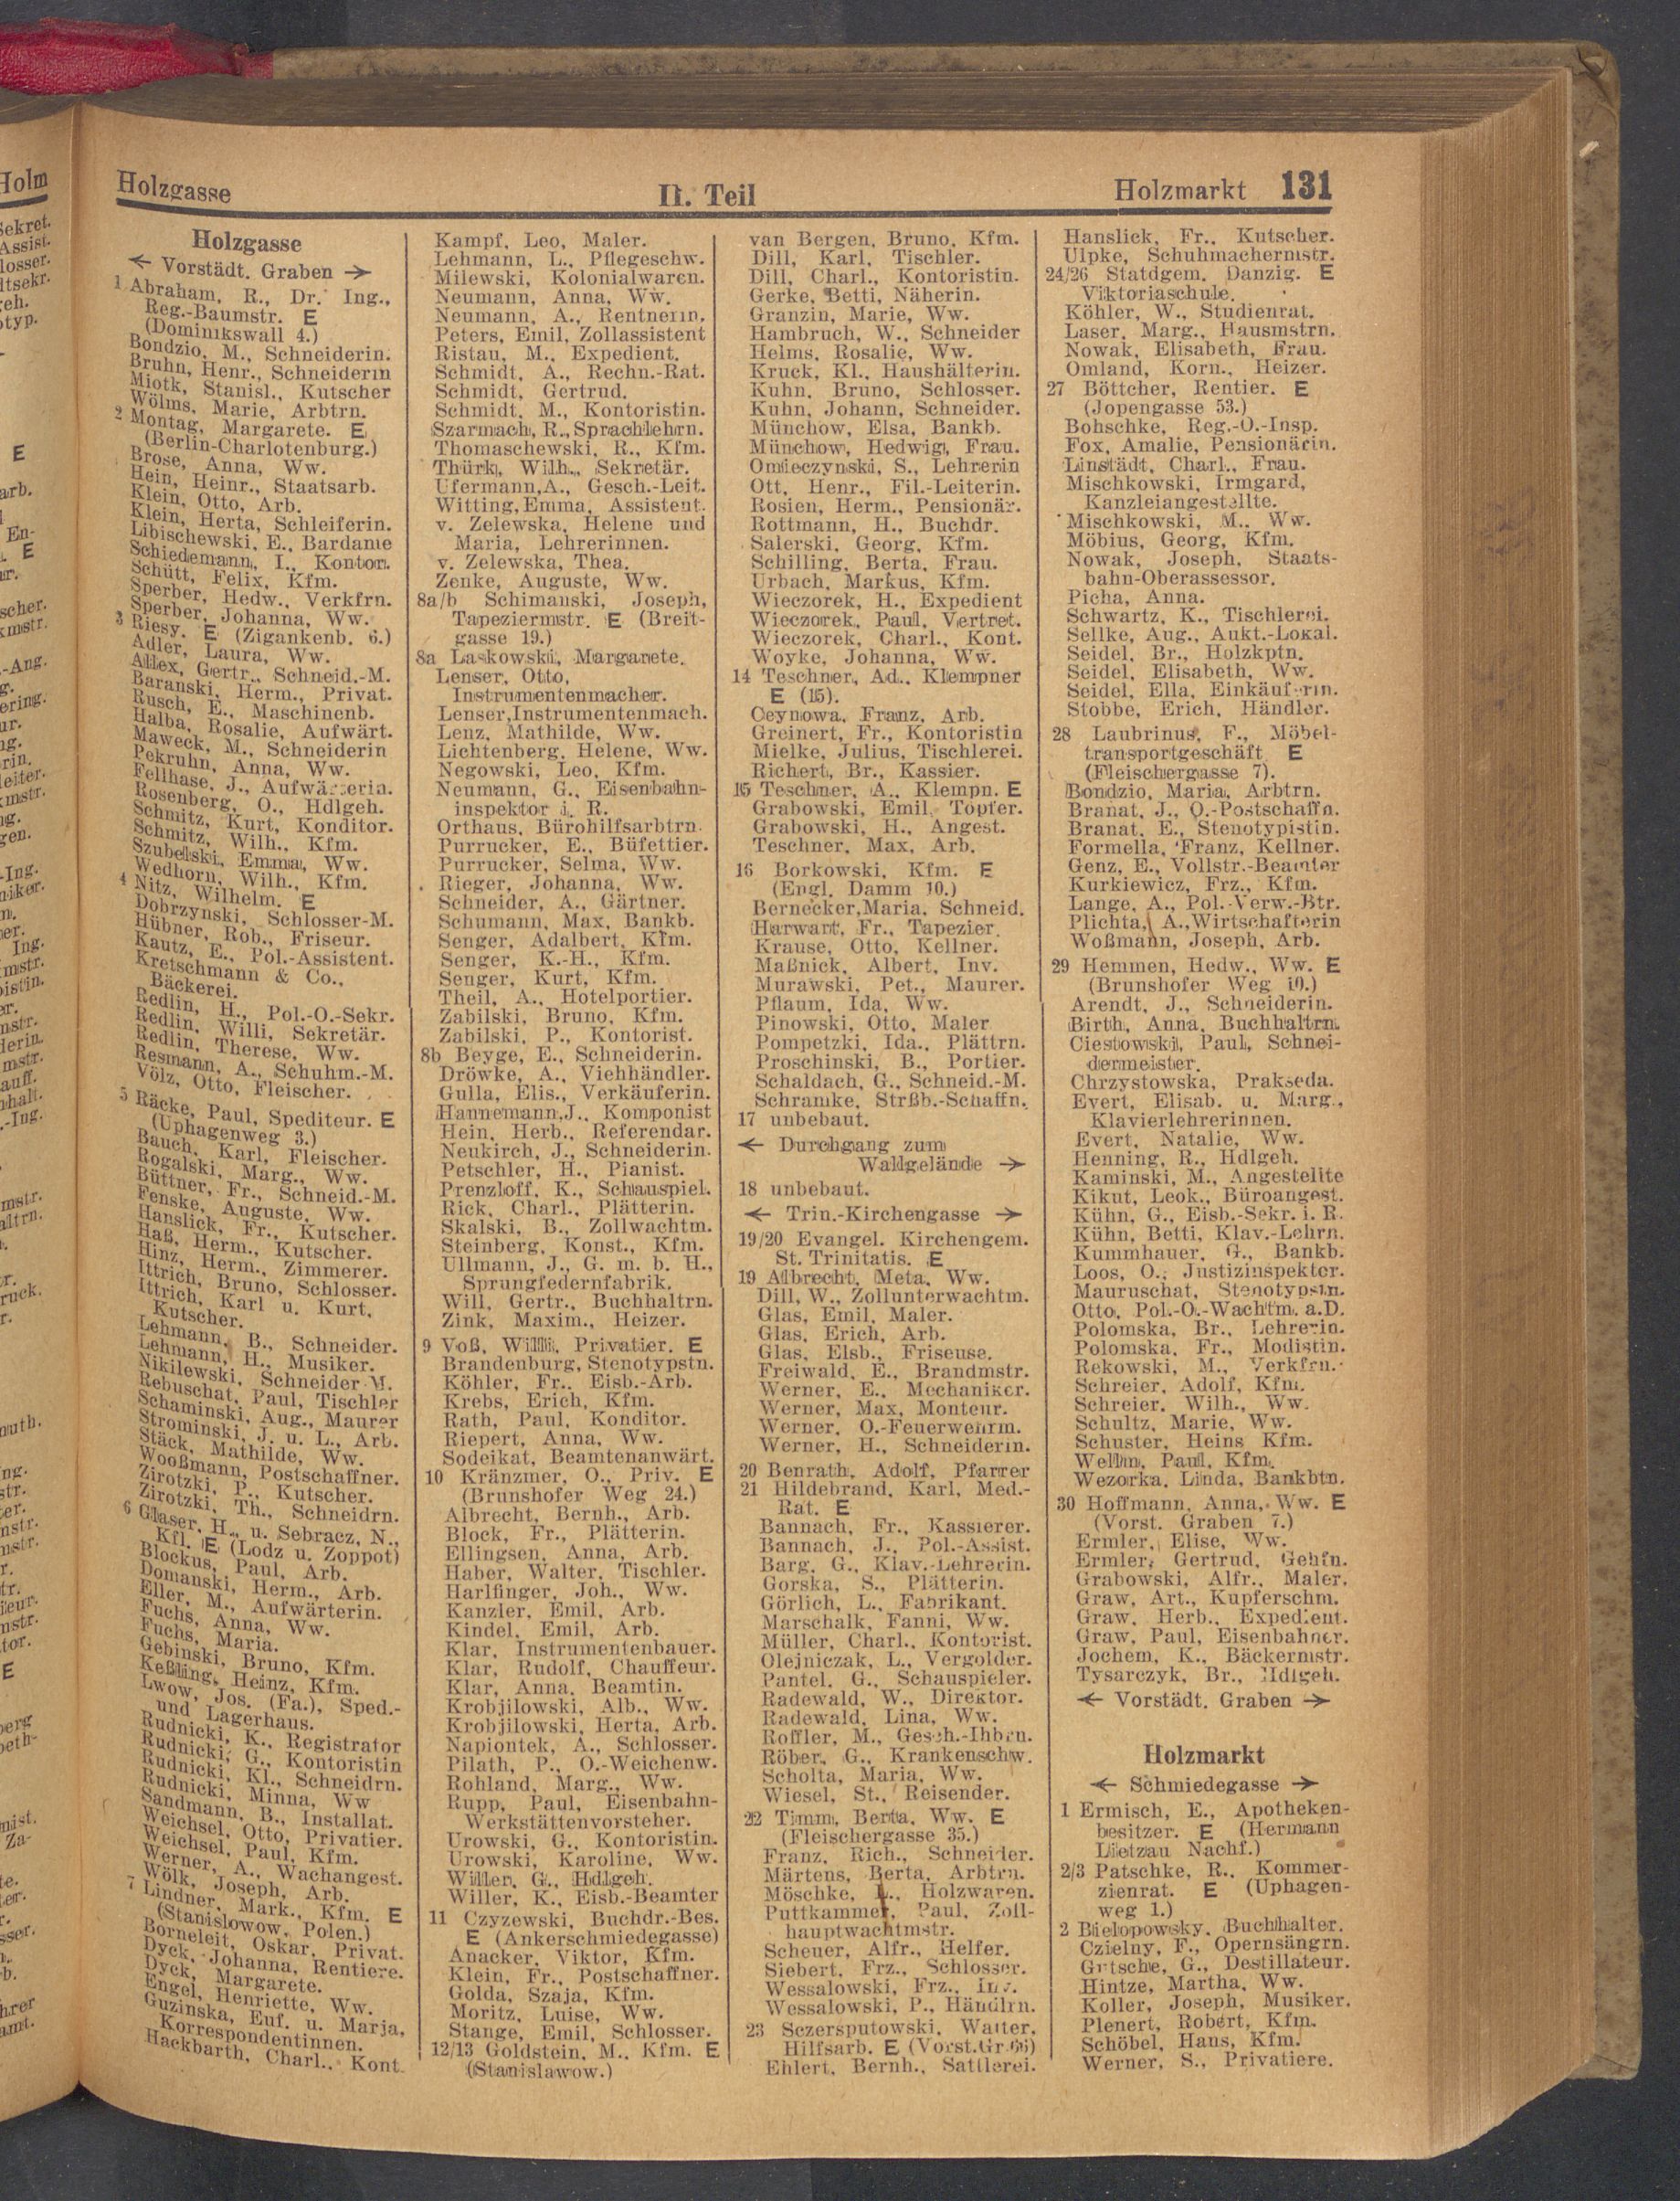 Holzgasse
II. Teil
Holzmarkt 131
Holzgasse
← Vorstädt. Graben →
1 Abraham, R., Dr. Ing.,
Reg.-Baumstr. E
(Dominikswall 4.)
Bondzio, M., Schneiderin.
Bruhn, Henr., Schneiderin
Miotk, Stanisl., Kutscher
Wölms, Marie, Arbtrn.
2 Montag, Margarete. E
(Berlin-Charlotenburg.)
Brose, Anna, Ww.
Hein, Heinr., Staatsarb.
Klein, Otto, Arb.
Klein, Herta, Schleiferin.
Libischewski, E., Bardame
Schiedemann, I., Kontor.
Schütt, Felix, Kfm.
Sperber, Hedw., Verkfrn.
Sperber, Johanna, Ww.
3 Riesy. E (Zigankenb. 6.)
Adler, Laura, Ww.
Allex, Gertr., Schneid.-M.
Baranski, Herm., Privat.
Rusch, E., Maschinenb.
Halba, Rosalie, Aufwärt.
Maweck, M., Schneiderin
Pekruhn, Anna, Ww.
Fellhase, J., Aufwärterin.
Rosenberg, O., Hdlgeh.
Schmitz, Kurt, Konditor.
Schmitz, Wilh., Kfm.
Szubelski, Emma, Ww.
Wedhorn, Wilh., Kfm.
4 Nitz, Wilhelm. E
Dobrzynski, Schlosser-M.
Hübner, Rob., Friseur.
Kautz, E., Pol.-Assistent.
Kretschmann & Co.,
Bäckerei.
Redlin, H., Pol.-O.-Sekr.
Redlin, Willi, Sekretär.
Redlin, Therese, Ww.
Resmann, A., Schuhm.-M.
Völz, Otto, Fleischer.
5 Räcke, Paul, Spediteur. E
(Uphagenweg 3.)
Bauch, Karl, Fleischer.
Rogalski, Marg., Ww.
Büttner, Fr., Schneid.-M.
Fenske, Auguste, Ww.
Hanslick, Fr., Kutscher.
Haß, Herm., Kutscher.
Hinz, Herm., Zimmerer.
Ittrich, Bruno, Schlosser.
Ittrich, Karl u. Kurt,
Kutscher.
Lehmann, B., Schneider.
Lehmann, H., Musiker.
Nikilewski, Schneider-M.
Rebuschat, Paul, Tischler
Schaminski, Aug., Maurer
Strominski, J. u. L., Arb.
Stäck, Mathilde, Ww.
Wooßmann, Postschaffner.
Zirotzki, P., Kutscher.
Zirotzki, Th., Schneidrn.
6 Glaser, H., u. Sebracz, N.,
Kfl. E (Lodz u. Zoppot)
Blockus, Paul, Arb.
Domanski, Herm., Arb.
Eller, M., Aufwärterin.
Fuchs, Anna, Ww.
Fuchs, Maria.
Gebinski, Bruno, Kfm.
Keßling, Heinz, Kfm.
Lwow, Jos. (Fa.), Sped.-
und Lagerhaus.
Rudnicki, K., Registrator
Rudnicki, G., Kontoristin
Rudnicki, Kl., Schneidrn.
Rudnicki, Minna, Ww
Sandmann, B., Installat.
Weichsel, Otto, Privatier.
Weichsel, Paul, Kfm.
Werner, A., Wachangest.
Wölk, Joseph, Arb.
7 Lindner, Mark., Kfm. E
(Stanislowow, Polen.)
Borneleit, Oskar, Privat.
Dyck, Johanna, Rentiere.
Dyck, Margarete.
Engel, Henriette, Ww.
Guzinska, Euf. u. Marja,
Korrespondentinnen.
Hackbarth, Charl., Kont.
Kampf, Leo, Maler.
Lehmann, L., Pflegeschw.
Milewski, Kolonialwaren.
Neumann, Anna, Ww.
Neumann, A., Rentnerin.
Peters, Emil, Zollassistent
Ristau, M., Expedient.
Schmidt, A., Rechn.-Rat.
Schmidt, Gertrud.
Schmidt, M., Kontoristin.
Szarmach, R., Sprachlehrn.
Thomaschewski, R., Kfm.
Thürk, Wilh., Sekretär.
Ufermann, A., Gesch.-Leit.
Witting, Emma, Assistent.
v. Zelewska, Helene und
Maria, Lehrerinnen.
v. Zelewska, Thea.
Zenke, Auguste, Ww.
8a/b Schimanski, Joseph,
Tapeziermstr. E (Breit-
gasse 19.)
8a Laskowski, Margarete.
Lenser, Otto,
Instrumentenmacher.
Lenser, Instrumentenmach.
Lenz, Mathilde, Ww.
Lichtenberg, Helene, Ww.
Negowski, Leo, Kfm.
Neumann, G., Eisenbahn-
inspektor i. R.
Orthaus, Bürohilfsarbtrn.
Purrucker, E., Büfettier.
Purrucker, Selma, Ww.
Rieger, Johanna, Ww.
Schneider, A., Gärtner.
Schumann, Max, Bankb.
Senger, Adalbert, Kfm.
Senger, K.-H., Kfm.
Senger, Kurt, Kfm.
Theil, A., Hotelportier.
Zabilski, Bruno, Kfm.
Zabilski, P., Kontorist.
8b Beyge, E., Schneiderin.
Dröwke, A., Viehhändler.
Gulla, Elis., Verkäuferin.
Hannemann, J., Komponist
Hein, Herb., Referendar.
Neukirch, J., Schneiderin.
Petschler, H., Pianist.
Prenzloff, K., Schauspiel.
Rick, Charl., Plätterin.
Skalski, B., Zollwachtm.
Steinberg, Konst., Kfm.
Ullmann, J., G. m. b. H.,
Sprungfedernfabrik.
Will, Gertr., Buchhaltrn.
Zink, Maxim., Heizer.
9 Voß, Willi, Privatier. E
Brandenburg, Stenotypstn.
Köhler, Fr., Eisb.-Arb.
Krebs, Erich, Kfm.
Rath, Paul, Konditor.
Riepert, Anna, Ww.
Sodeikat, Beamtenanwärt.
10 Kränzmer, O., Priv. E
(Brunshofer Weg 24.)
Albrecht, Bernh., Arb.
Block, Fr., Plätterin.
Ellingsen, Anna, Arb.
Haber, Walter, Tischler.
Harlfinger, Joh., Ww.
Kanzler, Emil, Arb.
Kindel, Emil, Arb.
Klar, Instrumentenbauer.
Klar, Rudolf, Chauffeur.
Klar, Anna, Beamtin.
Krobjilowski, Alb., Ww.
Krobjilowski, Herta, Arb.
Napiontek, A., Schlosser.
Pilath, P., O.-Weichenw.
Rohland, Marg., Ww.
Rupp, Paul, Eisenbahn-
Werkstättenvorsteher.
Urowski, G., Kontoristin.
Urowski, Karoline, Ww.
Willer, G., Hdlgeh.
Willer, K., Eisb.-Beamter
11 Czyzewski, Buchdr.-Bes.
E (Ankerschmiedegasse)
Anacker, Viktor, Kfm.
Klein, Fr., Postschaffner.
Golda, Szaja, Kfm.
Moritz, Luise, Ww.
Stange, Emil, Schlosser.
12/13 Goldstein, M., Kfm. E
(Stanislawow.)
van Bergen, Bruno, Kfm.
Dill, Karl, Tischler.
Dill, Charl., Kontoristin.
Gerke, Betti, Näherin.
Granzin, Marie, Ww.
Hambruch, W., Schneider
Helms, Rosalie, Ww.
Kruck, Kl., Haushälterin.
Kuhn, Bruno, Schlosser.
Kuhn, Johann, Schneider.
Münchow, Elsa, Bankb.
Münchow, Hedwig, Frau.
Omieczynski, S., Lehrerin
Ott, Henr., Fil.-Leiterin.
Rosien, Herm., Pensionär.
Rottmann, H., Buchdr.
Salerski, Georg, Kfm.
Schilling, Berta, Frau.
Urbach, Markus, Kfm.
Wieczorek, H., Expedient
Wieczorek, Paul, Vertret.
Wieczorek, Charl., Kont.
Woyke, Johanna, Ww.
14 Teschner, Ad., Klempner
E (15).
Ceynowa, Franz, Arb.
Greinert, Fr., Kontoristin
Mielke, Julius, Tischlerei.
Richert, Br., Kassier.
15 Teschner, A., Klempn. E
Grabowski, Emil, Töpfer.
Grabowski, H., Angest.
Teschner, Max, Arb.
16 Borkowski, Kfm. E
(Engl. Damm 10.)
Bernecker, Maria, Schneid.
Harwart, Fr., Tapezier.
Krause, Otto, Kellner.
Maßnick, Albert, Inv.
Murawski, Pet., Maurer.
Pflaum, Ida, Ww.
Pinowski, Otto, Maler
Pompetzki, Ida., Plättrn.
Proschinski, B., Portier.
Schaldach, G., Schneid.-M.
Schramke, Strßb.-Schaffn.
17 unbebaut.
← Durchgang zum
Wallgelände →
18 unbebaut.
← Trin.-Kirchengasse →
19/20 Evangel. Kirchengem.
St. Trinitatis. E
19 Albrecht, Meta, Ww.
Dill, W., Zollunterwachtm.
Glas, Emil, Maler.
Glas, Erich, Arb.
Glas, Elsb., Friseuse.
Freiwald, E., Brandmstr.
Werner, E., Mechaniker.
Werner, Max, Monteur.
Werner, O.-Feuerwehrm.
Werner, H., Schneiderin.
20 Benrath, Adolf, Pfarrer
21 Hildebrand, Karl, Med.-
Rat. E
Bannach, Fr., Kassierer.
Bannach, J., Pol.-Assist.
Barg, G., Klav.-Lehrerin.
Gorska, S., Plätterin.
Görlich, L., Fabrikant.
Marschalk, Fanni, Ww.
Müller, Charl., Kontorist.
Olejniczak, L., Vergolder.
Pantel, G., Schauspieler.
Radewald, W., Direktor.
Radewald, Lina, Ww.
Roffler, M., Gesch.-Ihbrn.
Röber, G., Krankenschw.
Scholta, Maria, Ww.
Wiesel, St., Reisender.
22 Timm, Berta, Ww. E
(Fleischergasse 35.)
Franz, Rich., Schneider.
Märtens, Berta, Arbtrn.
Möschke, Holzwaren.
Puttkammer, Paul, Zoll-
hauptwachtmstr.
Scheuer, Alfr., Helfer.
Siebert, Frz., Schlosser.
Wessalowski, Frz., Inv.
Wessalowski, P., Händlrn.
23 Sczersputowski, Walter,
Hilfsarb. E (Vorst.Gr.66)
Ehlert, Bernh., Sattlerei.
Hanslick, Fr., Kutscher.
Ulpke, Schuhmachermstr.
24/26 Statdgem. Danzig. E
Viktoriaschule.
Köhler, W., Studienrat.
Laser, Marg., Hausmstrn.
Nowak, Elisabeth, Frau.
Omland, Korn., Heizer.
27 Böttcher, Rentier. E
(Jopengasse 53.)
Bohschke, Reg.-O.-Insp.
Fox, Amalie, Pensionärin.
Linstädt, Charl., Frau.
Mischkowski, Irmgard,
Kanzleiangestellte.
Mischkowski, M., Ww.
Möbius, Georg, Kfm.
Nowak, Joseph, Staats-
bahn-Oberassessor.
Picha, Anna.
Schwartz, K., Tischlerei.
Sellke, Aug., Aukt.-Lokal.
Seidel, Br., Holzkptn.
Seidel, Elisabeth, Ww.
Seidel, Ella, Einkäuferin.
Stobbe, Erich, Händler.
28 Laubrinus, F., Möbel-
transportgeschäft E
(Fleischergasse 7).
Bondzio, Maria, Arbtrn.
Branat, J., O.-Postschaffn.
Branat, E., Stenotypistin.
Formella, Franz, Kellner.
Genz, E., Vollstr.-Beamter
Kurkiewicz, Frz., Kfm.
Lange, A., Pol.-Verw.-Btr.
Plichta, A., Wirtschafterin
Woßmann, Joseph, Arb.
29 Hemmen, Hedw., Ww. E
(Brunshofer Weg 10.)
Arendt, J., Schneiderin.
Birth, Anna, Buchhaltrn.
Ciestowski, Paul, Schnei-
dermeister.
Chrzystowska, Prakseda.
Evert, Elisab. u. Marg.,
Klavierlehrerinnen.
Evert, Natalie, Ww.
Henning, R., Hdlgeh.
Kaminski, M., Angestellte
Kikut, Leok., Büroangest.
Kühn, G., Eisb.-Sekr. i. R.
Kühn, Betti, Klav.-Lehrn.
Kummhauer, G., Bankb.
Loos, O., Justizinspektor.
Mauruschat, Stenotypstn.
Otto, Pol.-O.-Wachtm. a.D.
Polomska, Br., Lehrerin.
Polomska, Fr., Modistin.
Rekowski, M., Verkfrn.
Schreier, Adolf, Kfm.
Schreier, Wilh., Ww.
Schultz, Marie, Ww.
Schuster, Heins Kfm.
Wellin, Paul, Kfm.
Wezorka, Linda, Bankbtn.
30 Hoffmann, Anna, Ww. E
(Vorst. Graben 7.)
Ermler, Elise, Ww.
Ermler, Gertrud, Gehfn.
Grabowski, Alfr., Maler.
Graw, Art., Kupferschm.
Graw, Herb., Expedient.
Graw, Paul, Eisenbahner.
Jochem, K., Bäckermstr.
Tysarczyk, Br., Hdlgeh.
← Vorstädt. Graben →
Holzmarkt
← Schmiedegasse →
1 Ermisch, E., Apotheken-
besitzer. E (Hermann
Lietzau Nachf.)
2/3 Patschke, R., Kommer-
zienrat. E (Uphagen-
weg 1.)
2 Bielopowsky, Buchhalter.
Czielny, F., Opernsängrn.
Grtsche, G., Destillateur.
Hintze, Martha, Ww.
Koller, Joseph, Musiker.
Plenert, Robert, Kfm.
Schöbel, Hans, Kfm.
Werner, S., Privatiere.